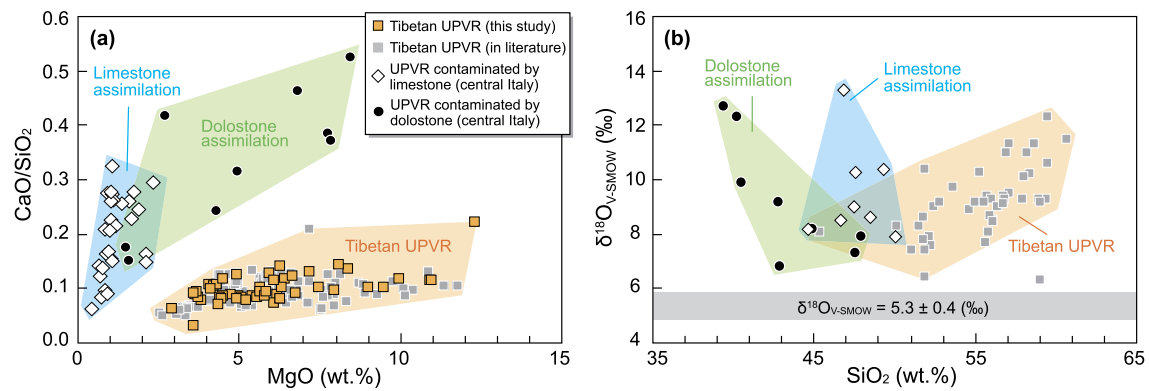 (a)
0.6
0.5
0.4
0.3
0.2
0.1
0.0
CaO/SiO₂
0
5
10
15
MgO (wt.%)
Limestone
assimilation
Dolostone
assimilation
Tibetan UPVR
Tibetan UPVR (this study)
Tibetan UPVR (in literature)
UPVR contaminated by
limestone (central Italy)
UPVR contaminated by
dolostone (central Italy)
(b)
16
14
12
10
8
6
4
δ¹⁸OV-SMOW (‰)
35
45
55
65
SiO₂ (wt.%)
Dolostone
assimilation
Limestone
assimilation
Tibetan UPVR
δ¹⁸OV-SMOW = 5.3 ± 0.4 (‰)